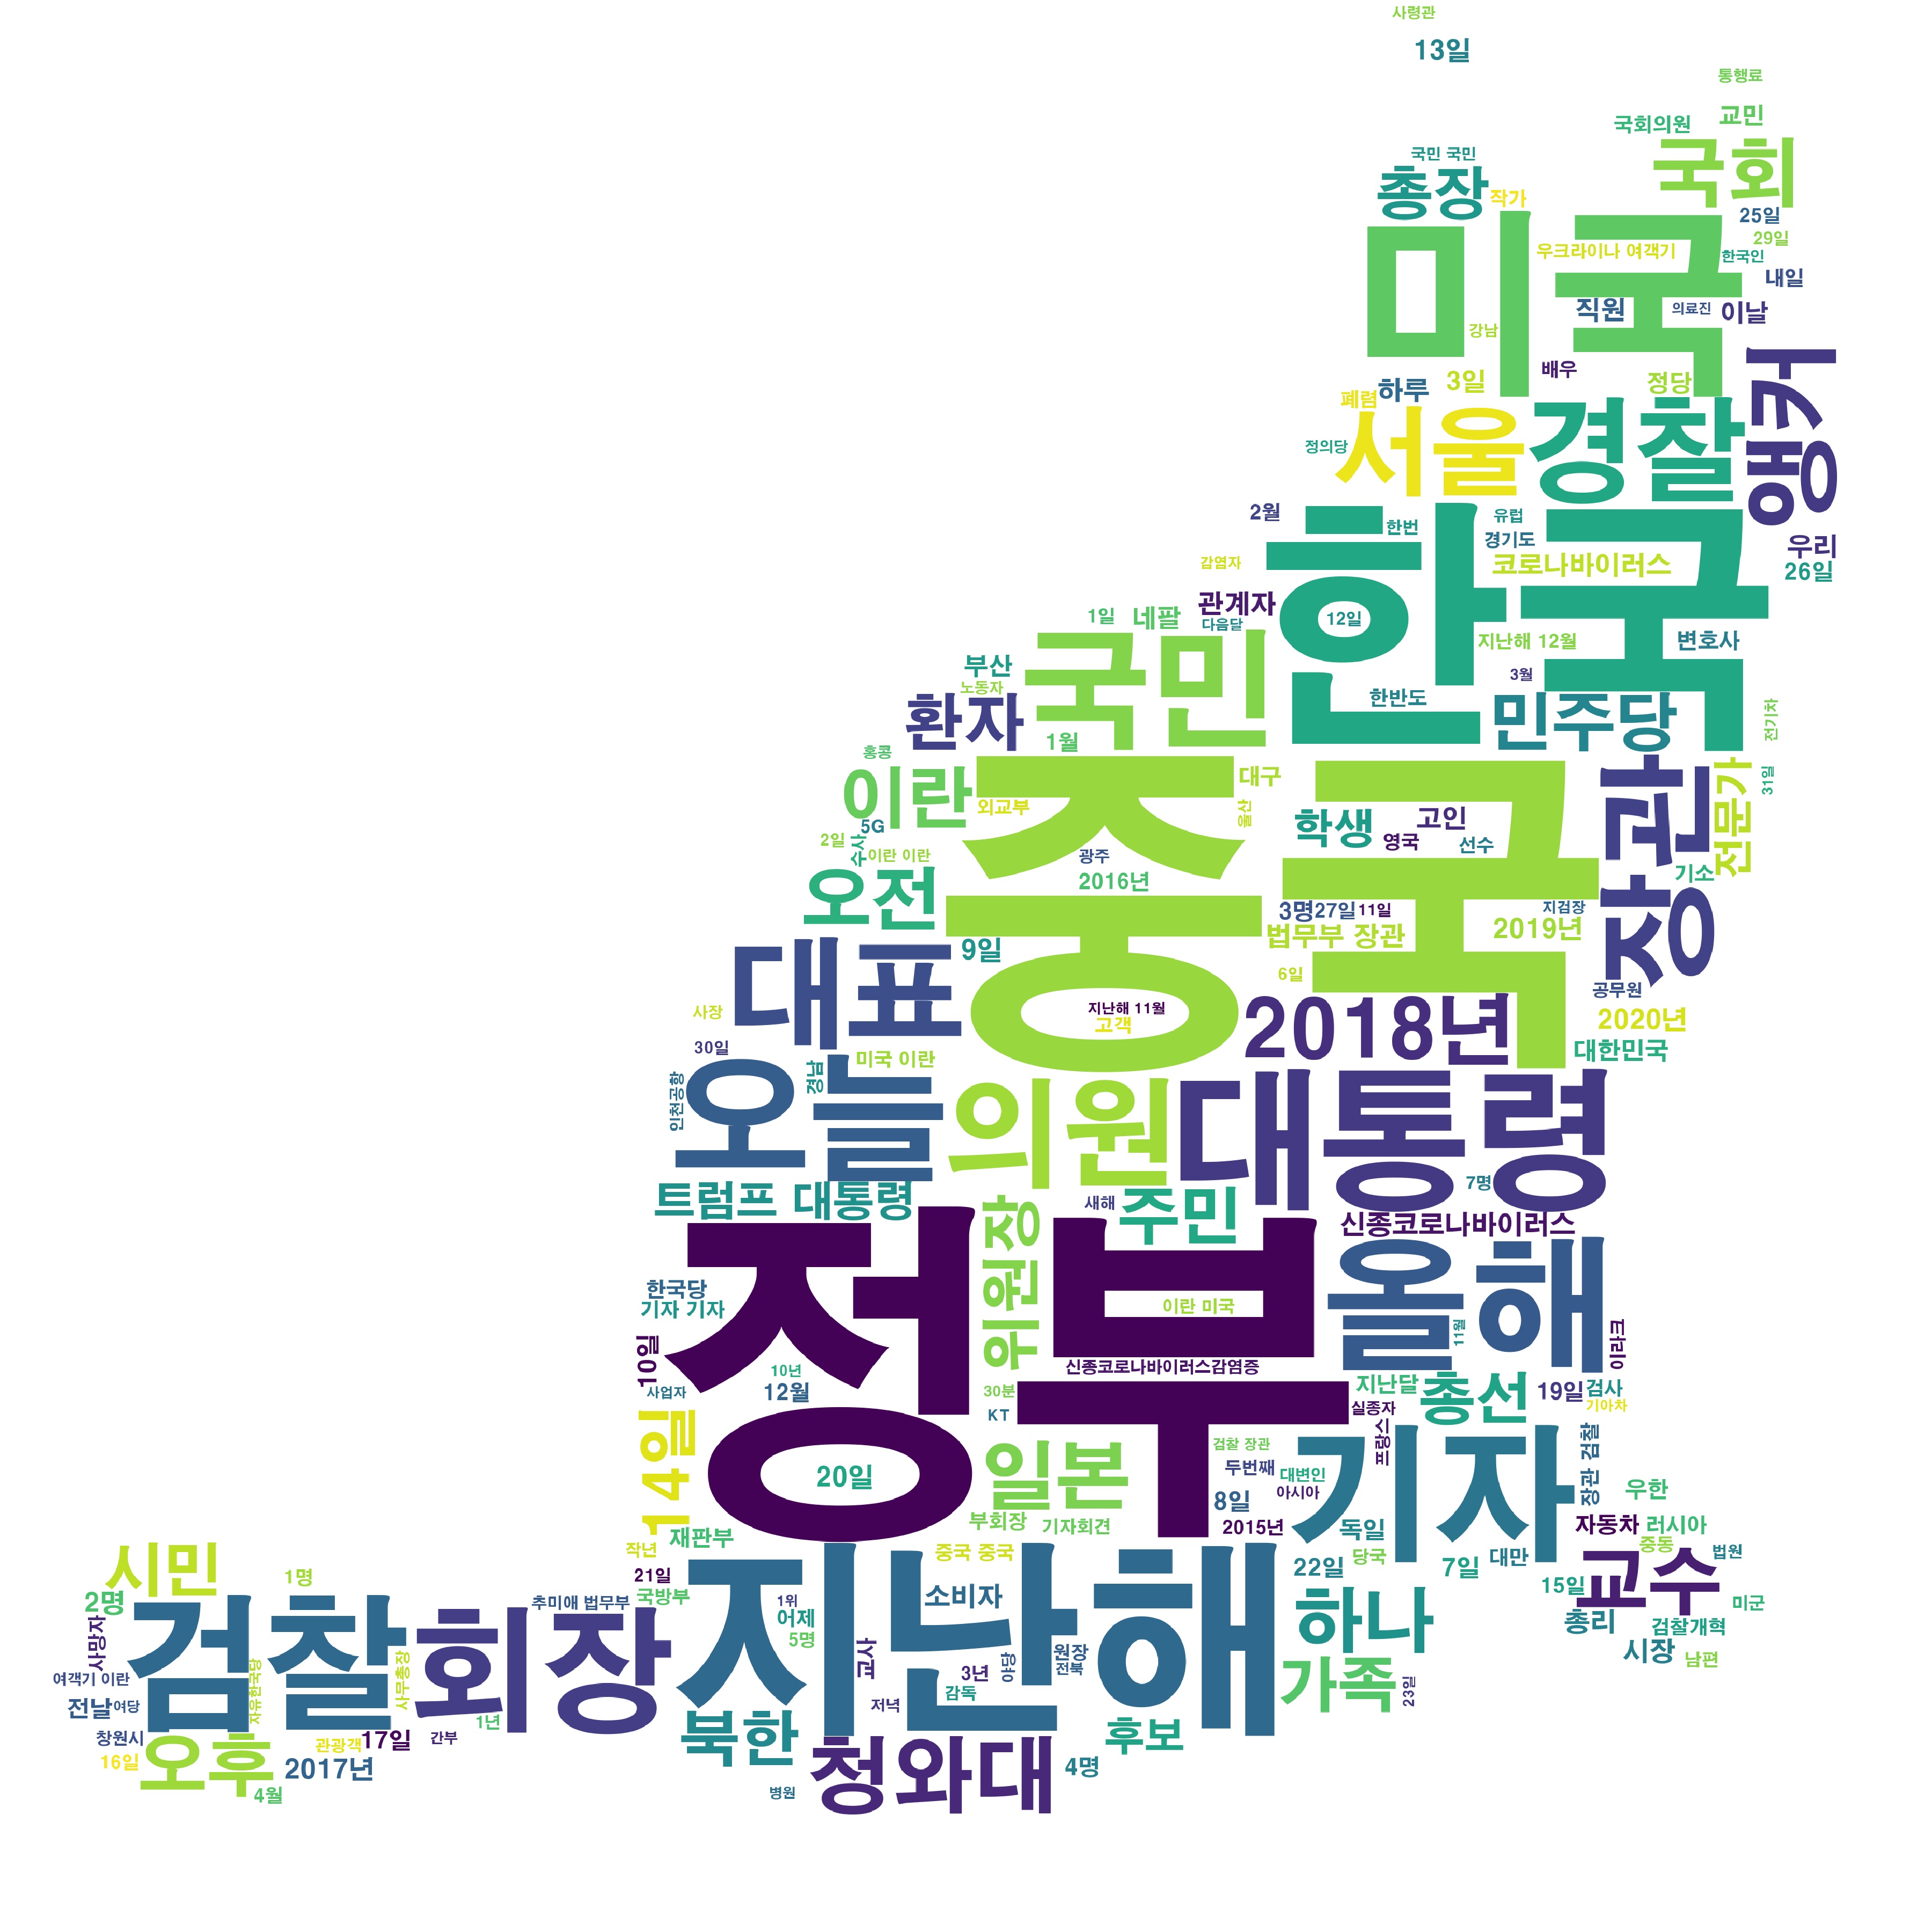 사령관
13일
통행료
교민
국회의원
국회
국민 국민
총장
작가
25일
29일
미국
우크라이나 여객기
한국인
내일
직원
의료진
이날
강남
배우
하루
3일
정당
앵커
폐렴
서울
경찰
정의당
2월
한번
유럽
경기도
한국
우리
코로나바이러스
26일
감염자
관계자
다음달
12일
1일
네팔
지난해 12월
변호사
부산
국민
노동자
3월
한반도
환자
민주당
전기차
1월
홍콩
이란
중국
대구
외교부
울산
장관
전문가
31일
5G
학생
고인
2일
수사
이란 이란
광주
영국
선수
2016년
기소
오전
3명
27일
11일
지검장
9일
법무부 장관
2019년
대표
6일
공무원
사장
지난해 11월
고객
2018년
2020년
30일
미국 이란
대한민국
인천공항
경남
오늘
의원
대통령
트럼프 대통령
새해
주민
7명
신종코로나바이러스
정부
위원장
올해
한국당
기자 기자
이란 미국
11월
이라크
10일
신종코로나바이러스감염증
10년
사업자
12월
30분
지난달
총선
19일
검사
기아차
KT
실종자
14일
20일
일본
검찰 장관
두번째
대변인
아시아
프랑스
기자
장관 검찰
우한
8일
부회장
기자회견
2015년
독일
자동차
러시아
재판부
작년
중국 중국
22일
당국
7일
대만
중동
법원
시민
1명
21일
국방부
지난해
교수
15일
2명
사망자
검찰
추미애 법무부
회장
1위
어제
5명
소비자
하나
미군
총리
검찰개혁
여객기 이란
자유한국당
사무총장
교사
3년
야당
원장
전북
시장
남편
전날
여당
감독
가족
23일
창원시
1년
저녁
16일
오후
관광객
17일
간부
북한
후보
2017년
청와대
4명
4월
병원